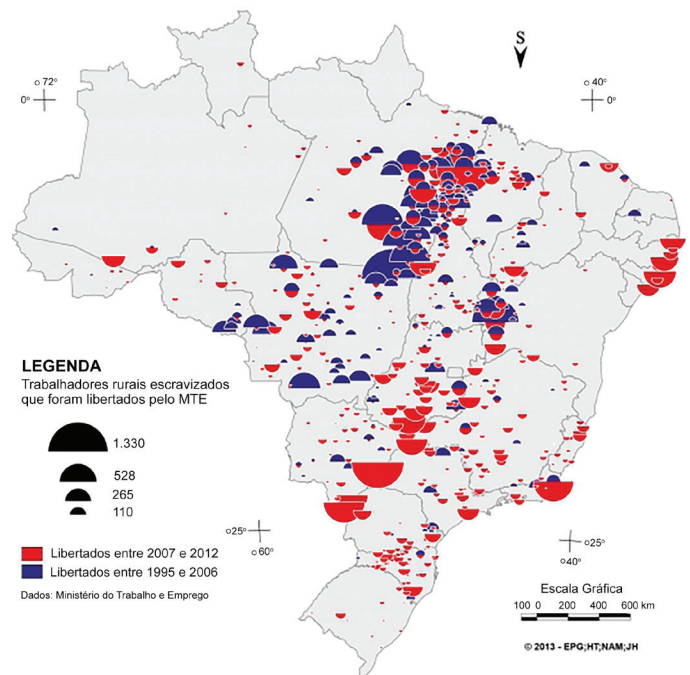 S
72°
0°
40°
0°
LEGENDA
Trabalhadores rurais escravizados
que foram libertados pelo MTE
1.330
528
265
110
25°
60°
25°
40°
Libertados entre 2007 e 2012
Libertados entre 1995 e 2006
Dados: Ministério do Trabalho e Emprego
Escala Gráfica
100 0 200 400 600 km
© 2013 - EPG;HT;NAM;JH